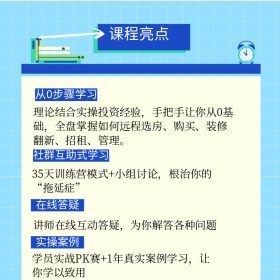 课程亮点
从0步骤学习
理论结合实操投资经验，手把手让你从0基
础，全盘掌握如何远程选房、购买、装修
翻新、招租、管理。
社群互助式学习
35天训练营模式+小组讨论，根治你的
“拖延症”
在线答疑
讲师在线互动答疑，为你解答各种问题
实操案例
学员实战PK赛+1年真实案例学习，让
你学以致用